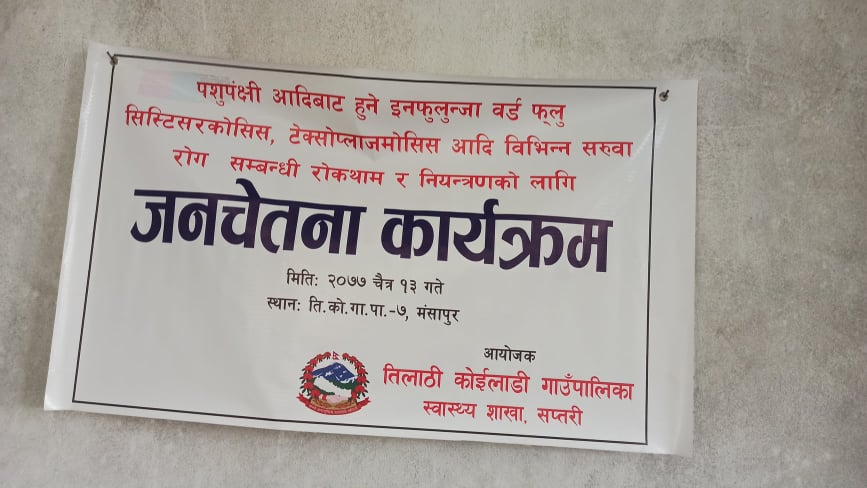 पशुपंक्षी आदिबाट हुने इनफुलुन्जा वर्ड फ्लु
सिस्टिसरकोसिस, टेक्सोप्लाजमोसिस आदि विभिन्न सरुवा
रोग सम्बन्धी रोकथाम र नियन्त्रणको लागि
जनचेतना कार्यक्रम
मितिः २०७७ चैत्र १३ गते
स्थानः ति.को.गा.पा.-७, मंसापुर
आयोजक
तिलाठी कोईलाडी गाउँपालिका
स्वास्थ्य शाखा, सप्तरी